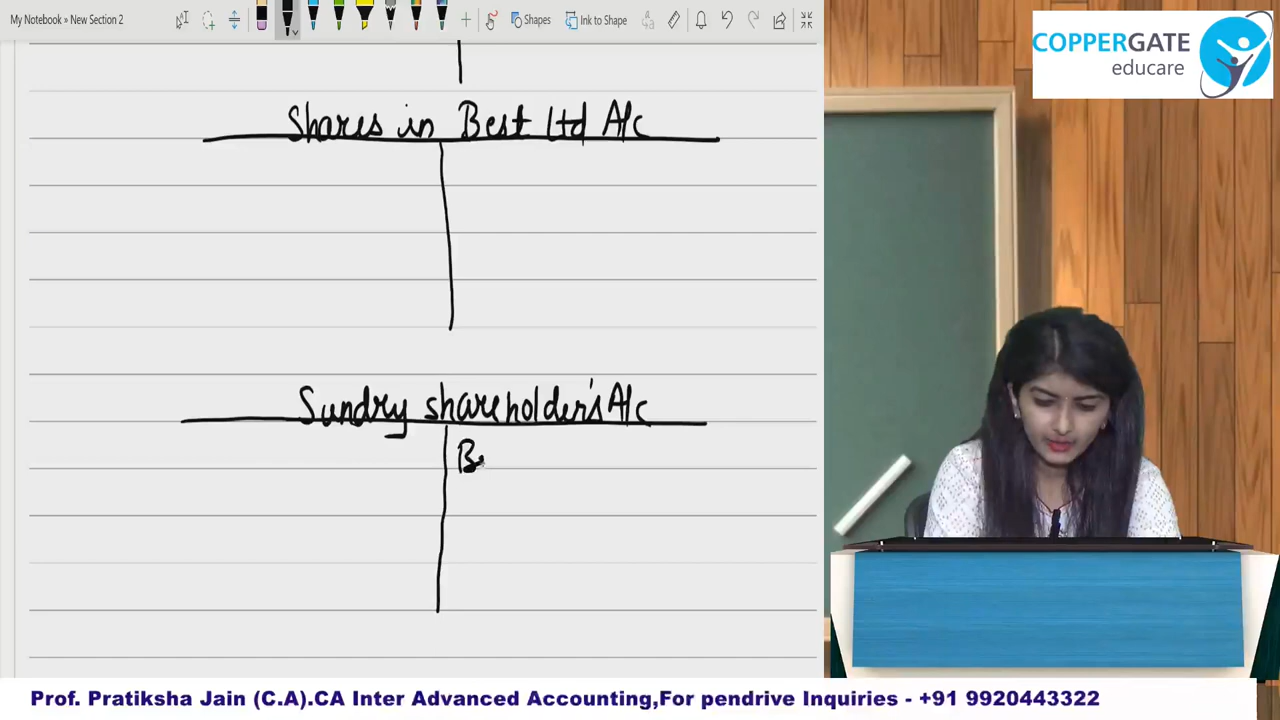 My Notebook » New Section 2
Shapes
Ink to Shape
COPPERGATE
educare
Shares in Best Ltd A/c
Sundry shareholder's A/c
Prof. Pratiksha Jain (C.A).CA Inter Advanced Accounting,For pendrive Inquiries - +91 9920443322